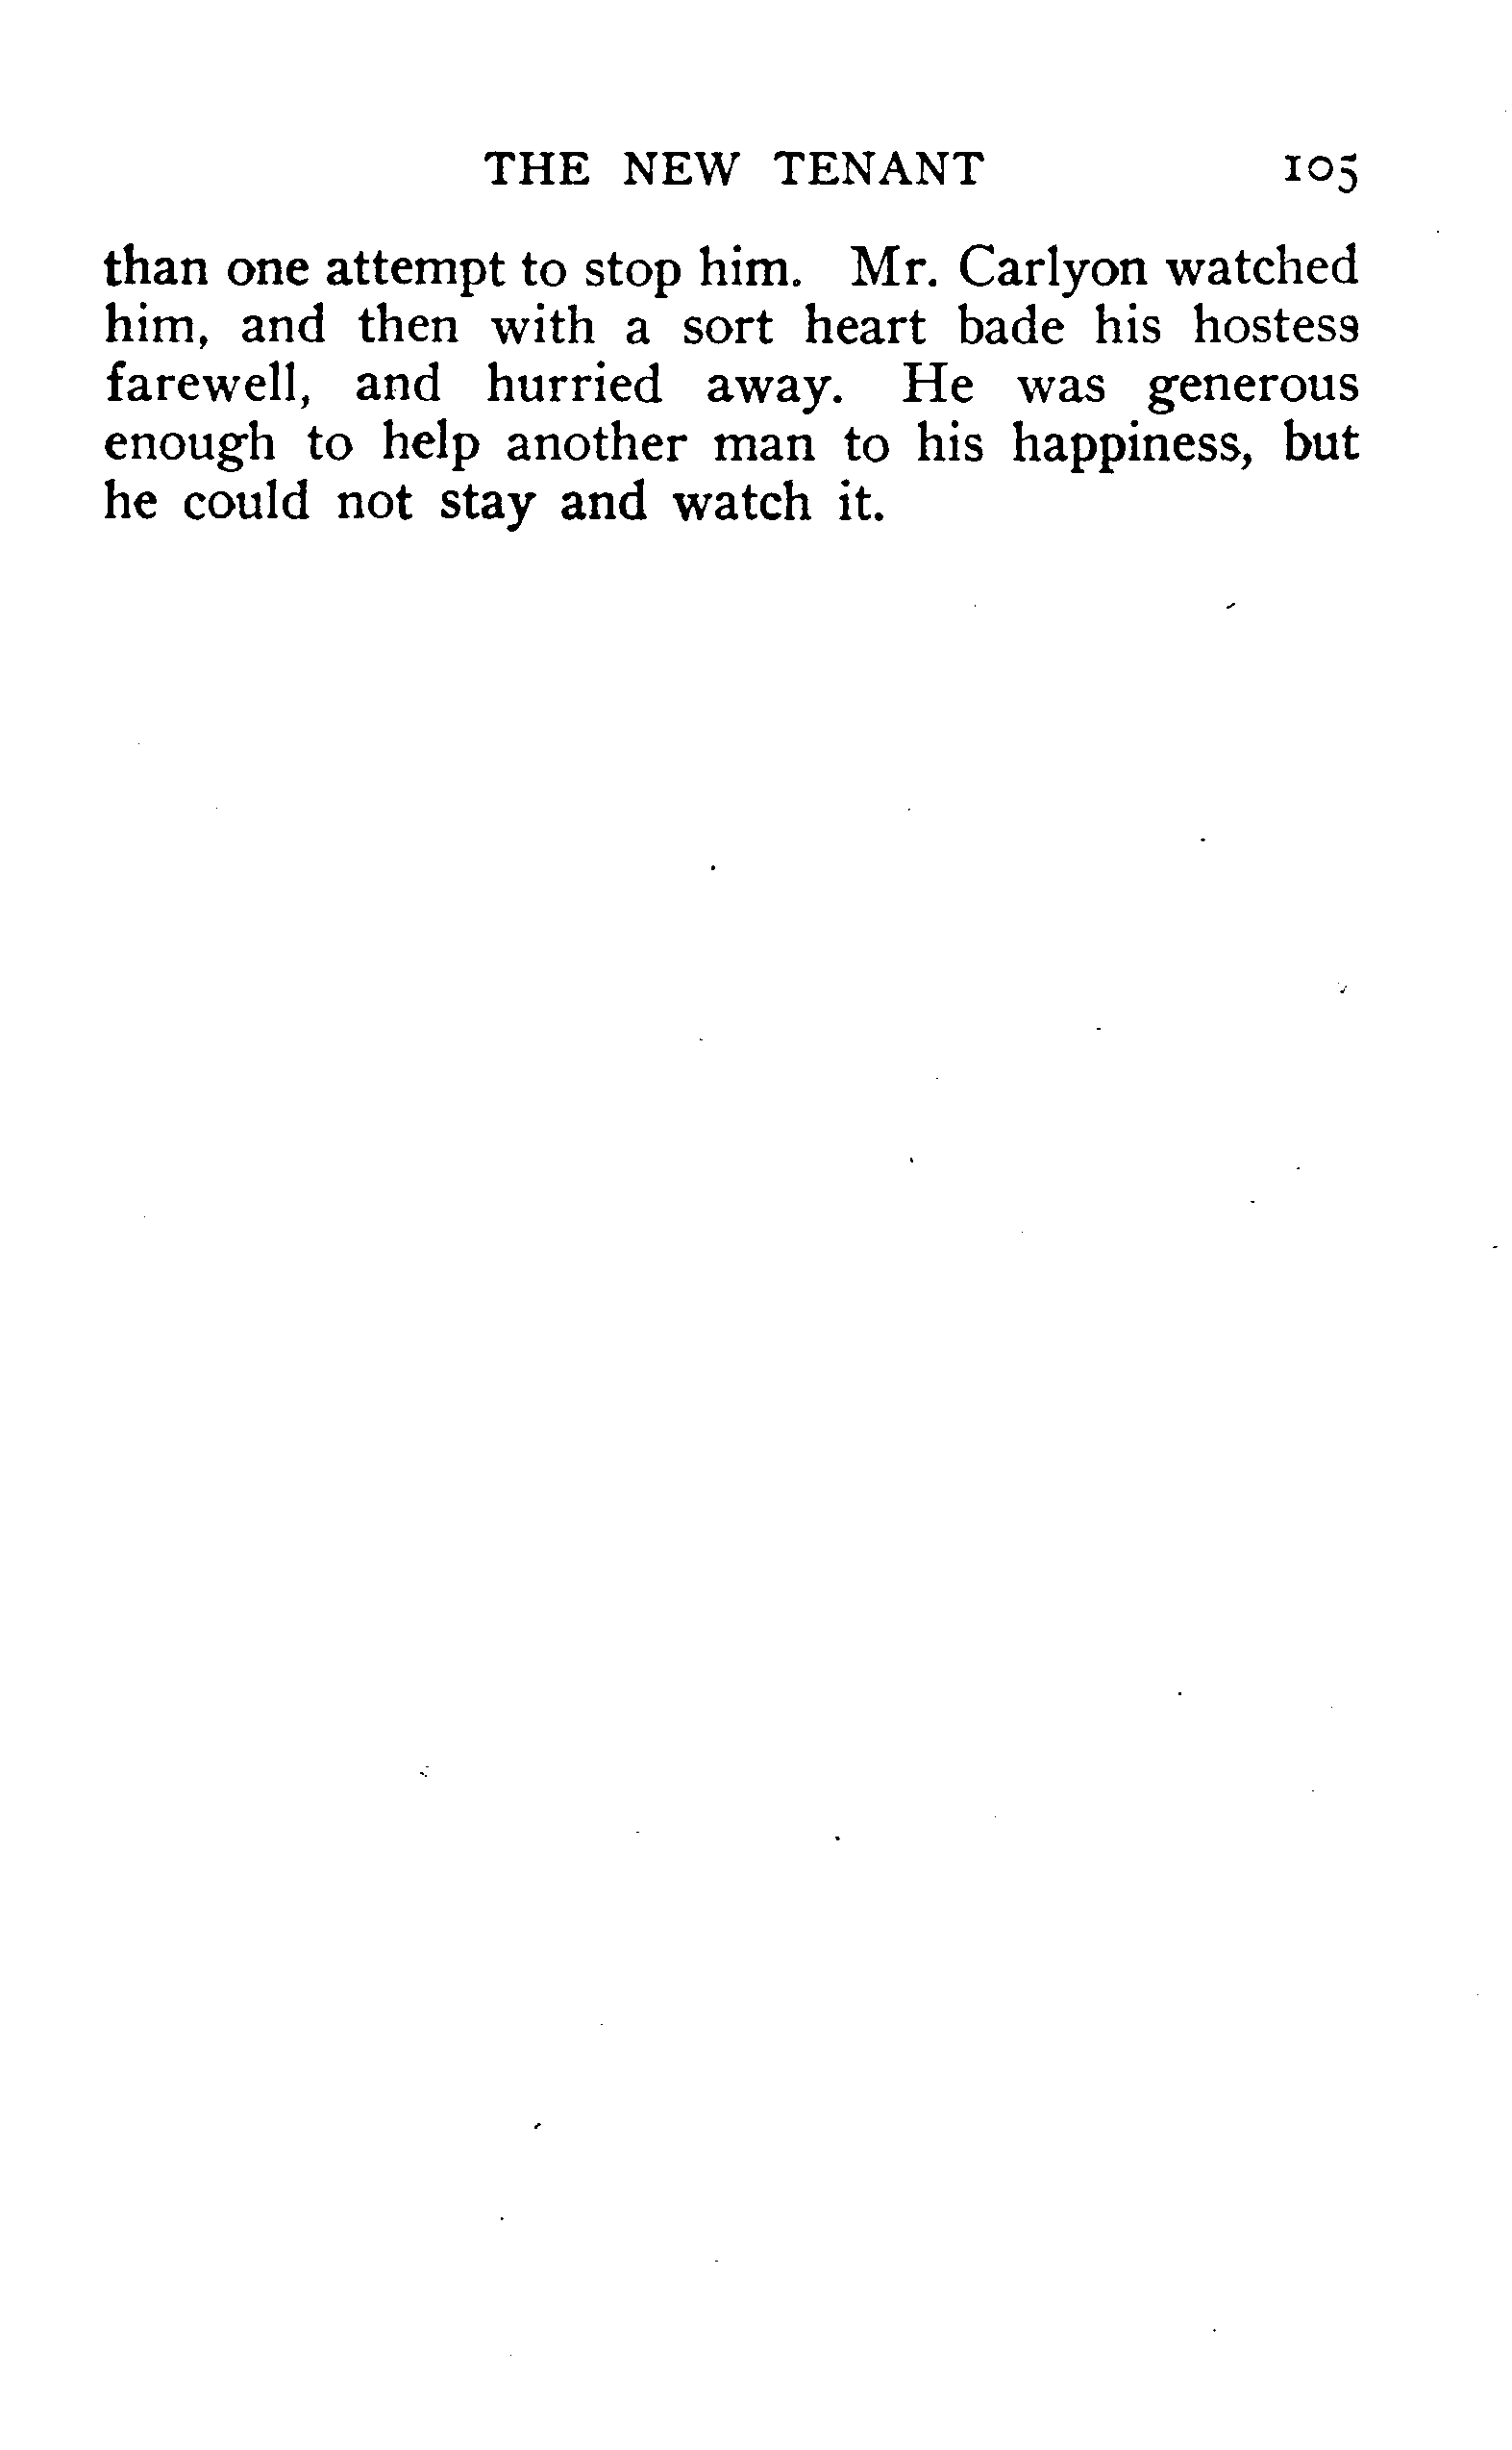 THE NEW TENANT 105
than one attempt to stop him. Mr. Carlyon watched
him, and then with a sort heart bade his hostess
farewell, and hurried away. He was generous
enough to help another man to his happiness, but
he could not stay and watch it.